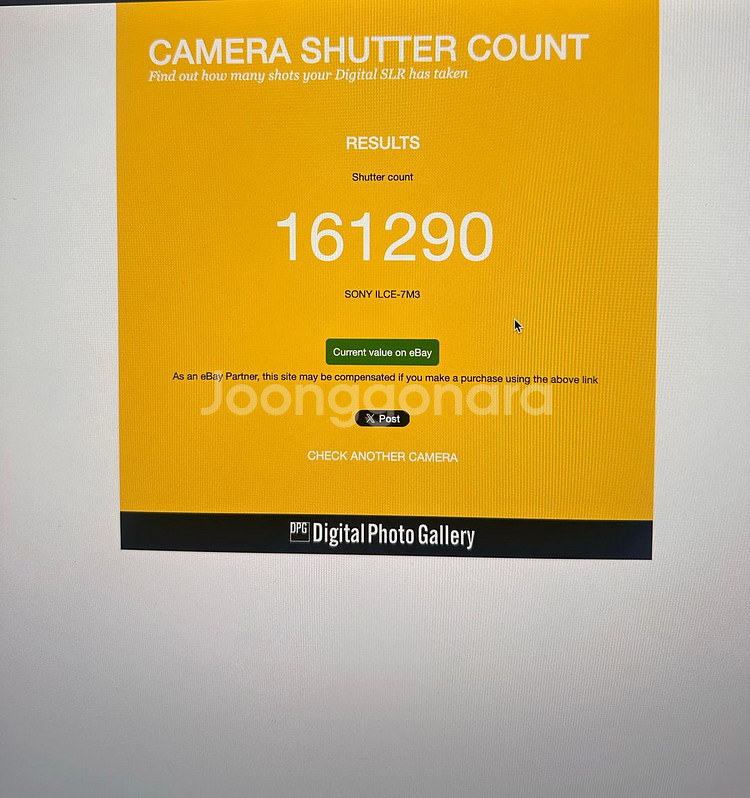 CAMERA SHUTTER COUNT
Find out how many shots your Digital SLR has taken
RESULTS
Shutter count
161290
SONY ILCE-7M3
Current value on eBay
As an eBay Partner, this site may be compensated if you make a purchase using the above link
Joonggonara
X Post
CHECK ANOTHER CAMERA
DPG Digital Photo Gallery